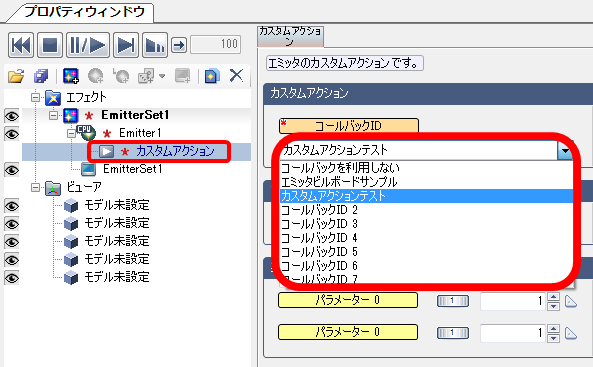 プロパティウィンドウ
100
エフェクト
* EmitterSet1
CPU * Emitter1
* カスタムアクション
EmitterSet1
ビューア
モデル未設定
モデル未設定
モデル未設定
モデル未設定
モデル未設定
カスタムアクション
エミッタのカスタムアクションです。
カスタムアクション
* コールバックID
カスタムアクションテスト
コールバックを利用しない
エミッタビルボードサンプル
カスタムアクションテスト
コールバックID 2
コールバックID 3
コールバックID 4
コールバックID 5
コールバックID 6
コールバックID 7
パラメーター 0 1 1
パラメーター 0 1 1